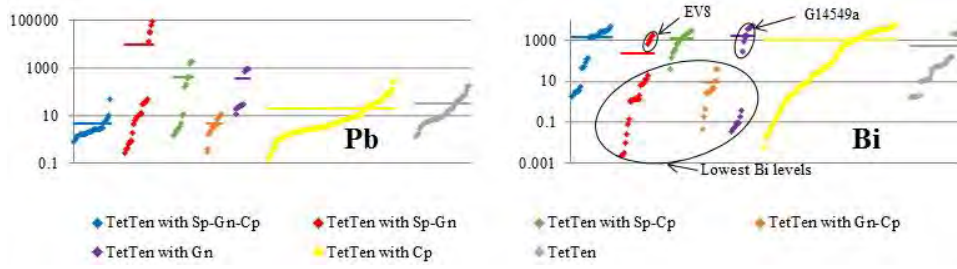 100000
1000
10
0.1
Pb
EV8
G14549a
1000
10
0.1
0.001
Bi
Lowest Bi levels
TetTen with Sp-Gn-Cp
TetTen with Sp-Gn
TetTen with Sp-Cp
TetTen with Gn-Cp
TetTen with Gn
TetTen with Cp
TetTen